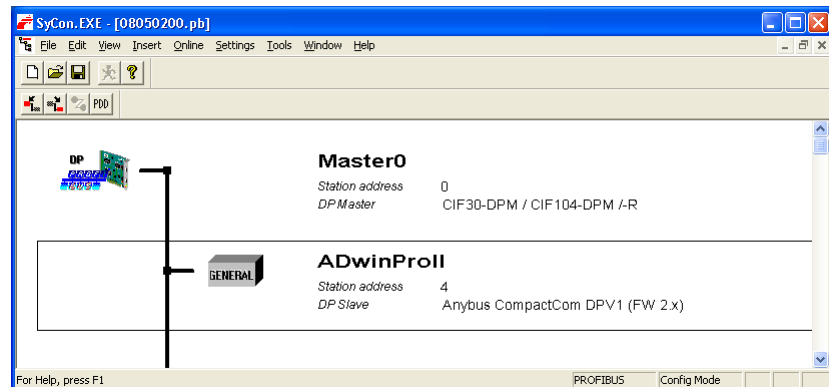 SyCon.EXE - [08050200.pb]
File Edit View Insert Online Settings Tools Window Help
PDD
DP
Master0
Station address 0
DP Master CIF30-DPM / CIF104-DPM /-R
GENERAL
ADwinProII
Station address 4
DP Slave Anybus CompactCom DPV1 (FW 2.x)
For Help, press F1 PROFIBUS Config Mode